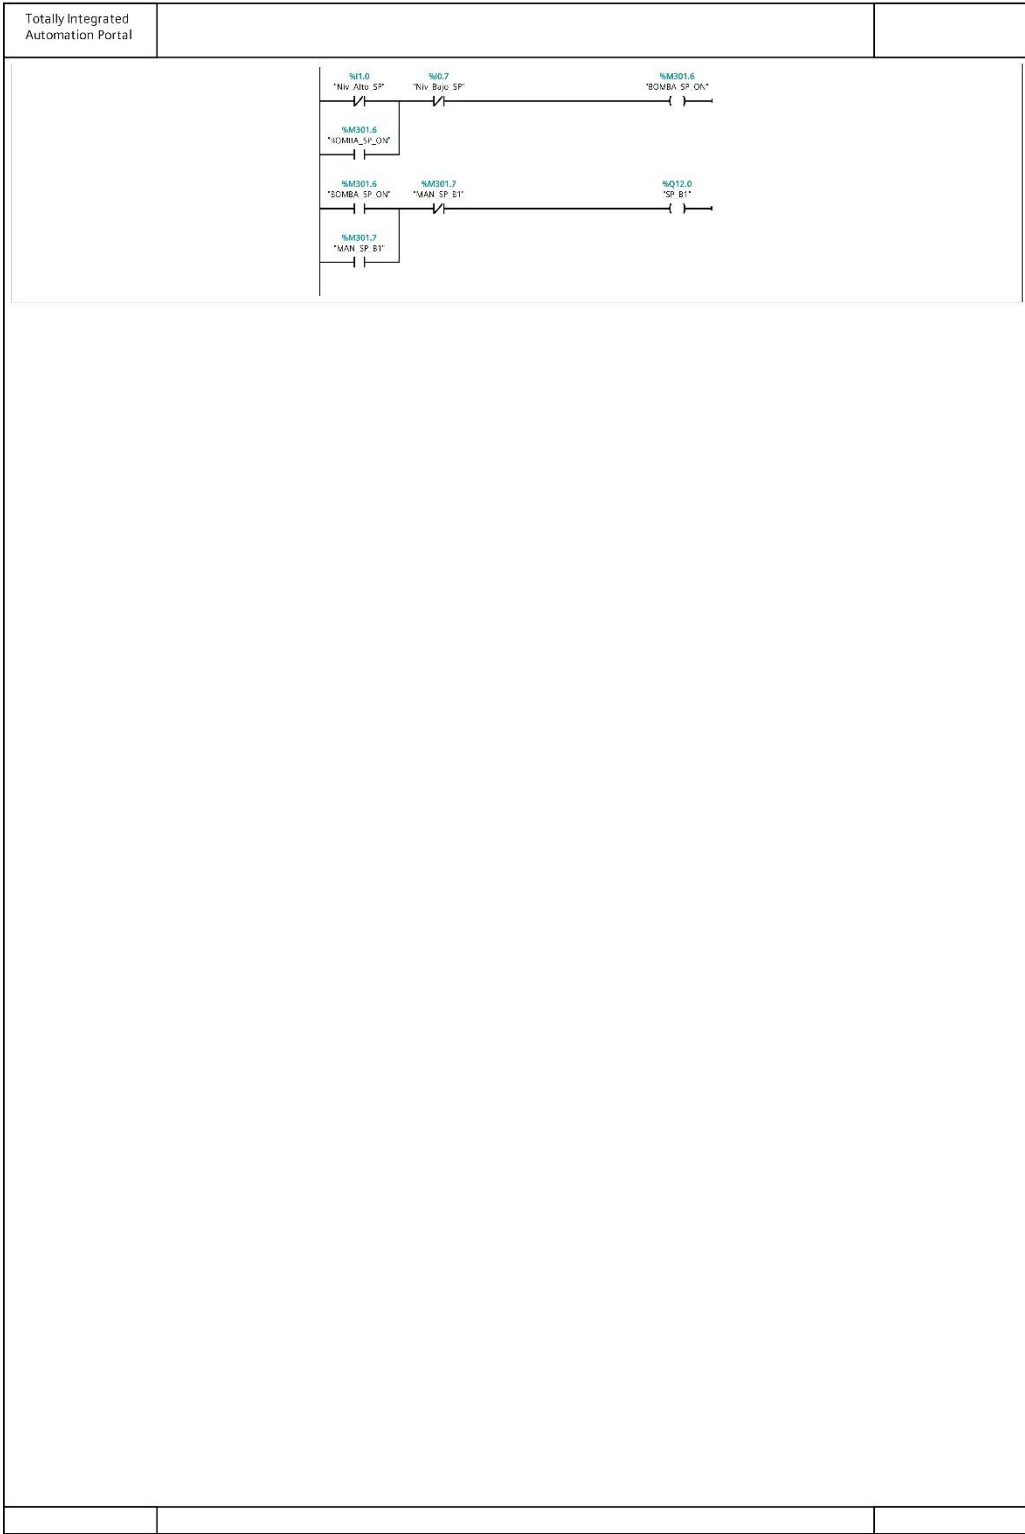 Totally Integrated
Automation Portal
%I1.0 %I0.7 %M301.6
"Niv_Alto_SP" "Niv_Bajo_SP" "BOMBA_SP_ON"
%M301.6
"BOMBA_SP_ON"
%M301.6 %M301.7 %Q12.0
"BOMBA_SP_ON" "MAN_SP_B1" "SP_B1"
%M301.7
"MAN_SP_B1"